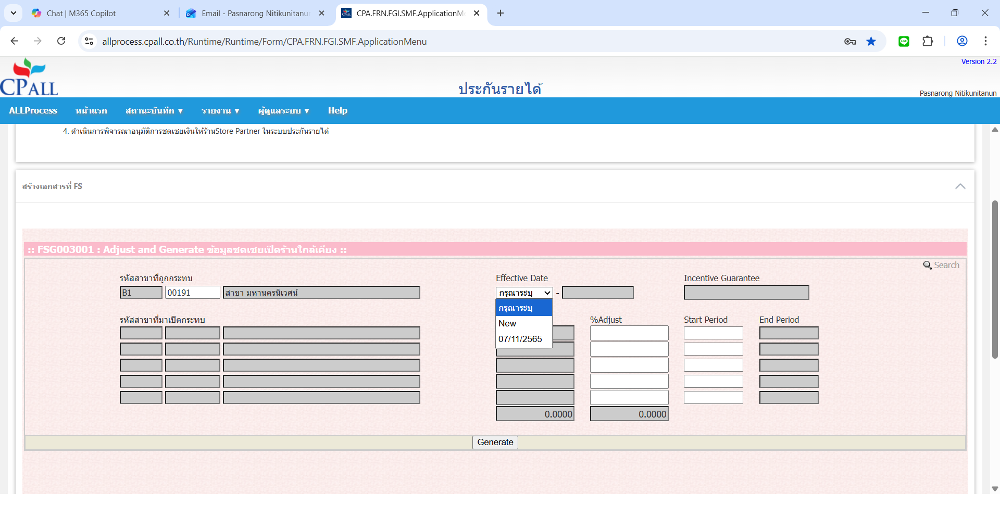 Chat | M365 Copilot
Email - Pasnarong Nitikunitanu
CPA.FRN.FGI.SMF.ApplicationM
allprocess.cpall.co.th/Runtime/Runtime/Form/CPA.FRN.FGI.SMF.ApplicationMenu
Version 2.2
CPALL
ประกันรายได้
Pasnarong Nitikunitanun
ALLProcess หน้าแรก สถานะบันทึก ▼ รายงาน ▼ ผู้ดูแลระบบ ▼ Help
4. ดำเนินการพิจารณาอนุมัติการชดเชยเงินให้ร้านStore Partner ในระบบประกันรายได้
สร้างเอกสารที่ FS
:: FSG003001 : Adjust and Generate ข้อมูลชดเชยเปิดร้านใกล้เคียง ::
Search
รหัสสาขาที่ถูกกระทบ Effective Date Incentive Guarantee
B1 00191 สาขา มหานครนิเวศน์ กรุณาระบุ -
กรุณาระบุ
New
07/11/2565
รหัสสาขาที่มาเปิดกระทบ %Adjust Start Period End Period
0.0000 0.0000
Generate